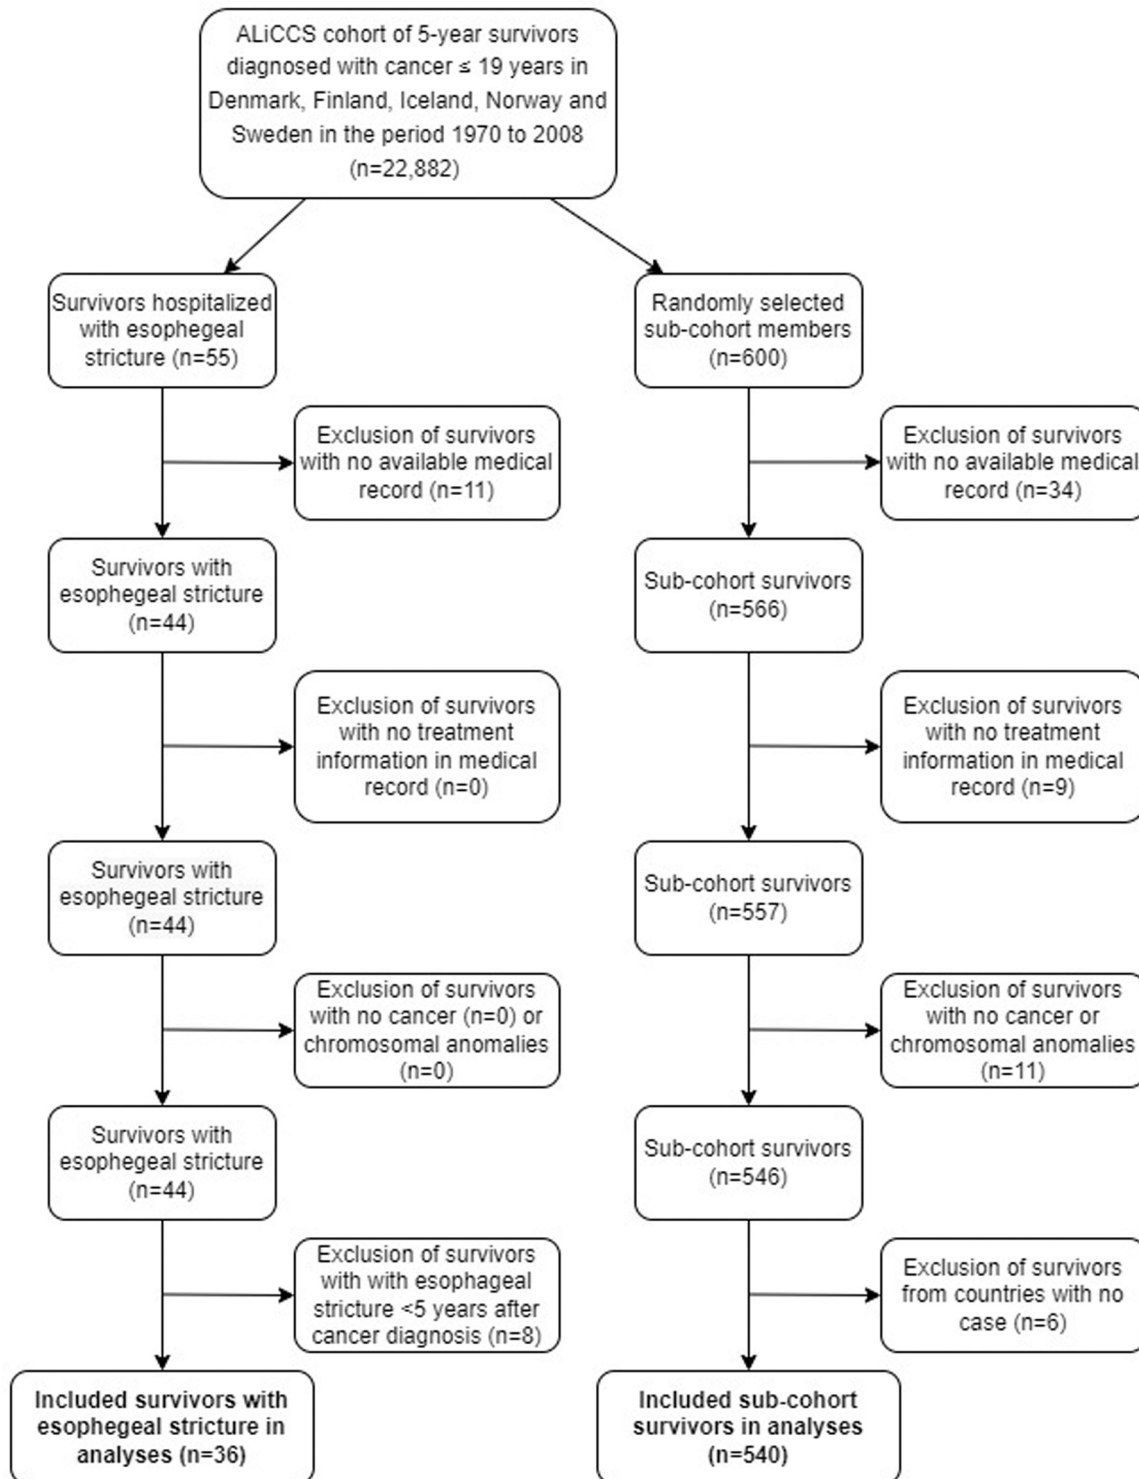 ALiCCS cohort of 5-year survivors
diagnosed with cancer ≤ 19 years in
Denmark, Finland, Iceland, Norway and
Sweden in the period 1970 to 2008
(n=22,882)
Survivors hospitalized
with esophegeal
stricture (n=55)
Randomly selected
sub-cohort members
(n=600)
Exclusion of survivors
with no available medical
record (n=11)
Exclusion of survivors
with no available medical
record (n=34)
Survivors with
esophegeal stricture
(n=44)
Sub-cohort survivors
(n=566)
Exclusion of survivors
with no treatment
information in medical
record (n=0)
Exclusion of survivors
with no treatment
information in medical
record (n=9)
Survivors with
esophegeal stricture
(n=44)
Sub-cohort survivors
(n=557)
Exclusion of survivors
with no cancer (n=0) or
chromosomal anomalies
(n=0)
Exclusion of survivors
with no cancer or
chromosomal anomalies
(n=11)
Survivors with
esophegeal stricture
(n=44)
Sub-cohort survivors
(n=546)
Exclusion of survivors
with with esophageal
stricture <5 years after
cancer diagnosis (n=8)
Exclusion of survivors
from countries with no
case (n=6)
Included survivors with
esophegeal stricture in
analyses (n=36)
Included sub-cohort
survivors in analyses
(n=540)